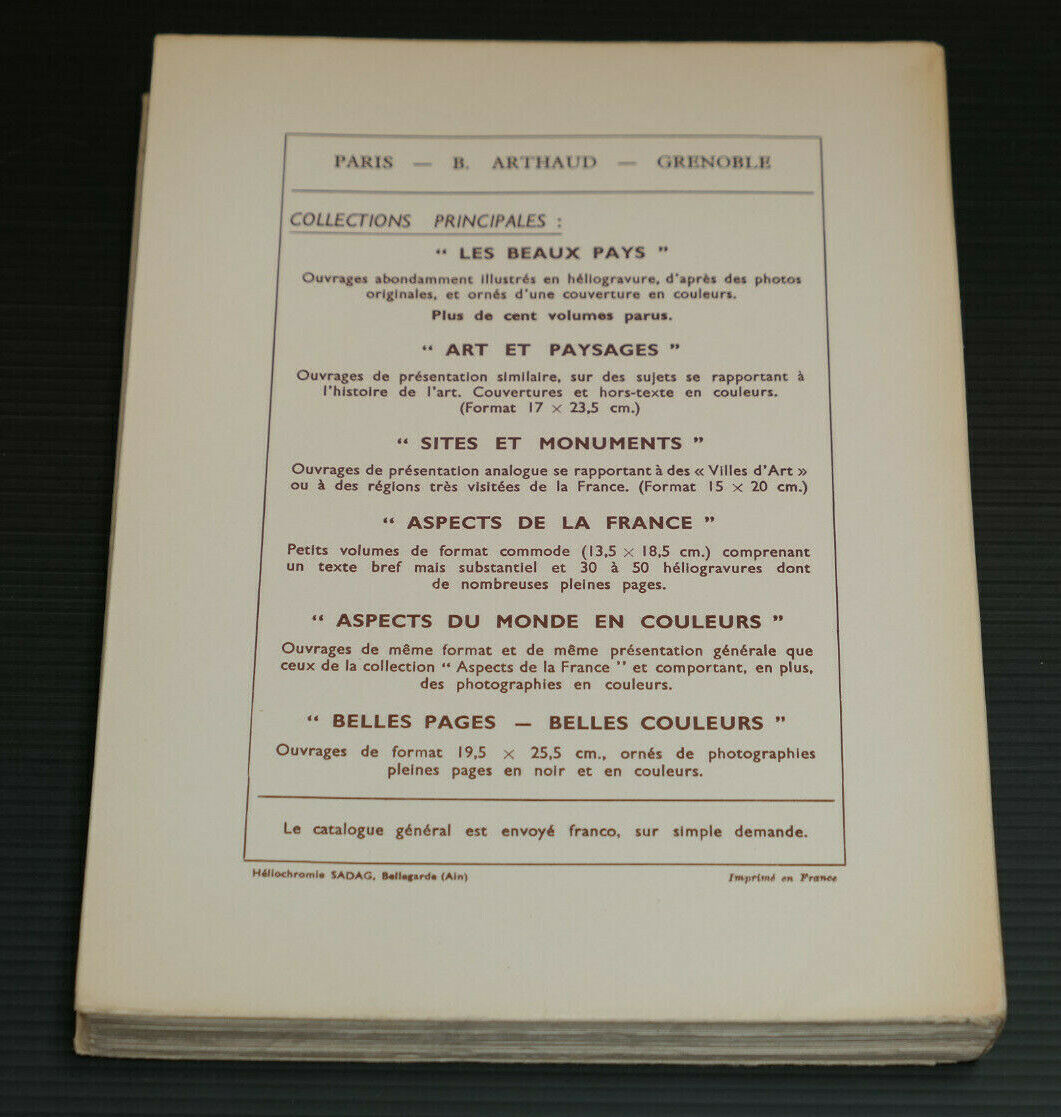 PARIS — B. ARTHAUD — GRENOBLE
COLLECTIONS PRINCIPALES :
“ LES BEAUX PAYS ”
Ouvrages abondamment illustrés en héliogravure, d'après des photos
originales, et ornés d'une couverture en couleurs.
Plus de cent volumes parus.
“ ART ET PAYSAGES ”
Ouvrages de présentation similaire, sur des sujets se rapportant à
l'histoire de l'art. Couvertures et hors-texte en couleurs.
(Format 17 × 23,5 cm.)
“ SITES ET MONUMENTS ”
Ouvrages de présentation analogue se rapportant à des « Villes d'Art »
ou à des régions très visitées de la France. (Format 15 × 20 cm.)
“ ASPECTS DE LA FRANCE ”
Petits volumes de format commode (13,5 × 18,5 cm.) comprenant
un texte bref mais substantiel et 30 à 50 héliogravures dont
de nombreuses pleines pages.
“ ASPECTS DU MONDE EN COULEURS ”
Ouvrages de même format et de même présentation générale que
ceux de la collection “ Aspects de la France ” et comportant, en plus,
des photographies en couleurs.
“ BELLES PAGES — BELLES COULEURS ”
Ouvrages de format 19,5 × 25,5 cm., ornés de photographies
pleines pages en noir et en couleurs.
Le catalogue général est envoyé franco, sur simple demande.
Héliochromie SADAG, Bellegarde (Ain) Imprimé en France